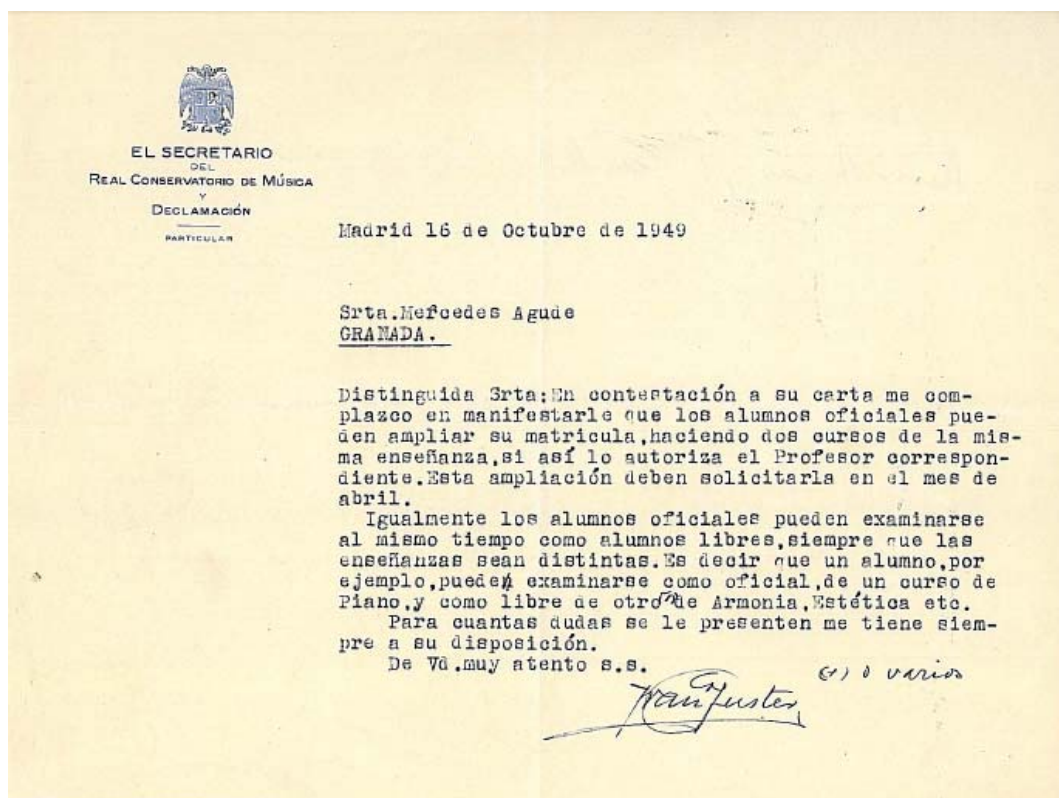 EL SECRETARIO
DEL
REAL CONSERVATORIO DE MÚSICA
Y
DECLAMACIÓN
PARTICULAR
Madrid 16 de Octubre de 1949
Srta.Mercedes Agude
GRANADA.
Distinguida Srta:En contestación a su carta me com-
plazco en manifestarle que los alumnos oficiales pue-
den ampliar su matricula,haciendo dos cursos de la mis-
ma enseñanza,si así lo autoriza el Profesor correspon-
diente.Esta ampliación deben solicitarla en el mes de
abril.
Igualmente los alumnos oficiales pueden examinarse
al mismo tiempo como alumnos libres,siempre que las
enseñanzas sean distintas.Es decir que un alumno,por
ejemplo,puede examinarse como oficial,de un curso de
Piano,y como libre de otro (1) de Armonia,Estética etc.
Para cuantas dudas se le presenten me tiene siem-
pre a su disposición.
De Vd.muy atento s.s.
(1) o varios
Fran Fuster